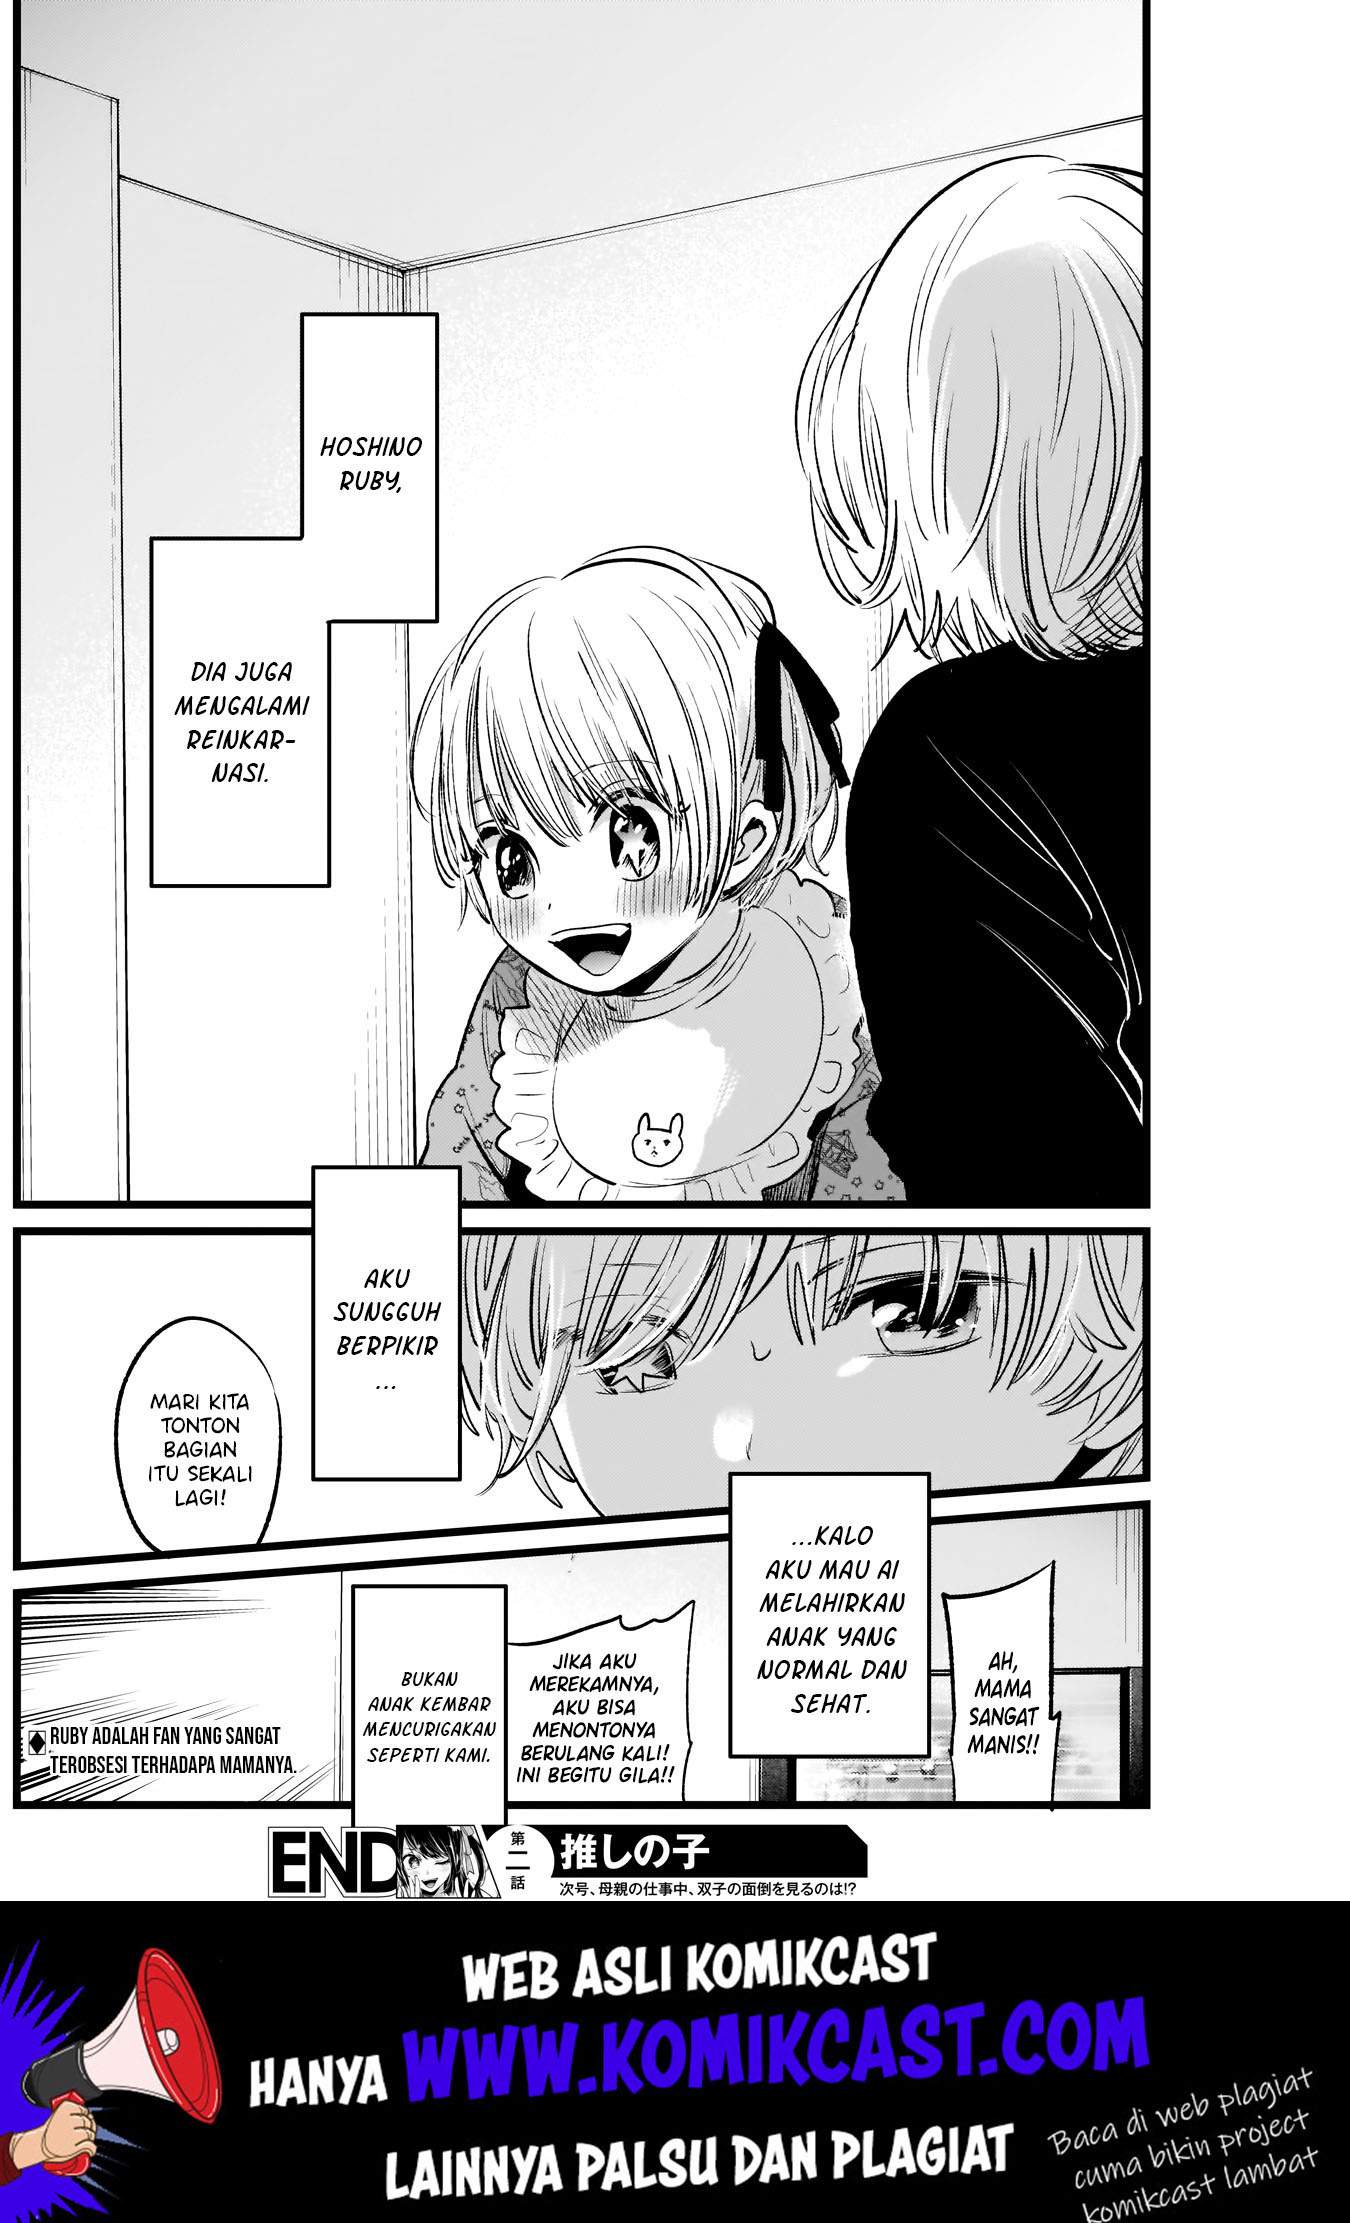 HOSHINO
RUBY,
DIA JUGA
MENGALAMI
REINKAR-
NASI.
AKU
SUNGGUH
BERPIKIR
...
MARI KITA
TONTON
BAGIAN
ITU SEKALI
LAGI!
AH,
MAMA
SANGAT
MANIS!!
...KALO
AKU MAU AI
MELAHIRKAN
ANAK YANG
NORMAL DAN
SEHAT.
JIKA AKU
MEREKAMNYA,
AKU BISA
MENONTONYA
BERULANG KALI!
INI BEGITU GILA!!
BUKAN
ANAK KEMBAR
MENCURIGAKAN
SEPERTI KAMI.
RUBY ADALAH FAN YANG SANGAT
TEROBSESI TERHADAPA MAMANYA.
END
第二話
推しの子
次号、母親の仕事中、双子の面倒を見るのは!?
WEB ASLI KOMIKCAST
HANYA WWW.KOMIKCAST.COM
LAINNYA PALSU DAN PLAGIAT
Baca di web plagiat
cuma bikin project
komikcast lambat